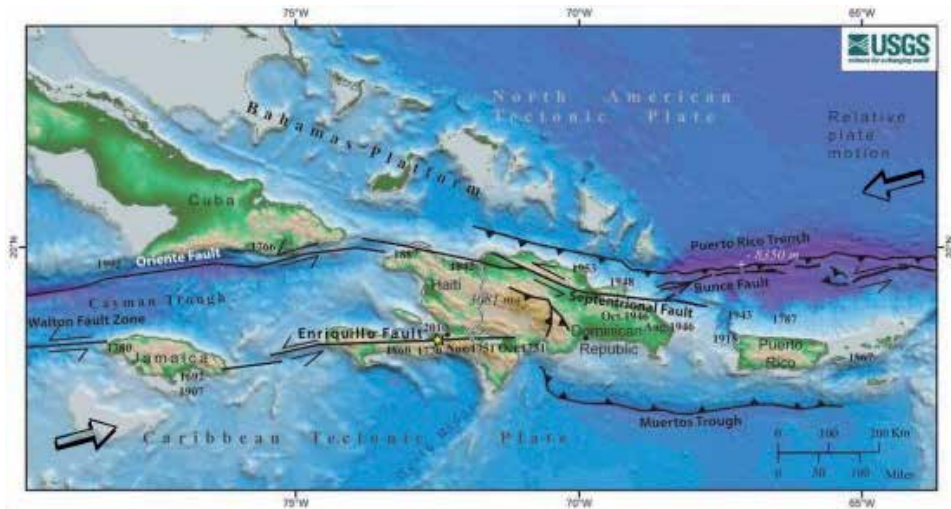 75°W 70°W 65°W
USGS
science for a changing world
North American
Tectonic Plate
Relative
plate
motion
Bahamas Platform
Cuba
20°N
20°N
Puerto Rico Trench
- 8350 m
1766
1887
1842
1953
1948
Oriente Fault
Bunce Fault
Cayman Trough
Haiti
Septentrional Fault
Oct.1946
Aug.1946
1943
1787
Walton Fault Zone
Enriquillo Fault
2010
Dominican
Republic
1918
Puerto
Rico
1867
1780
Jamaica
1860 1770 Nov.1751 Oct.1751
1692
1907
Muertos Trough
Caribbean Tectonic Plate
0 100 200 Km
0 50 100 Miles
75°W 70°W 65°W